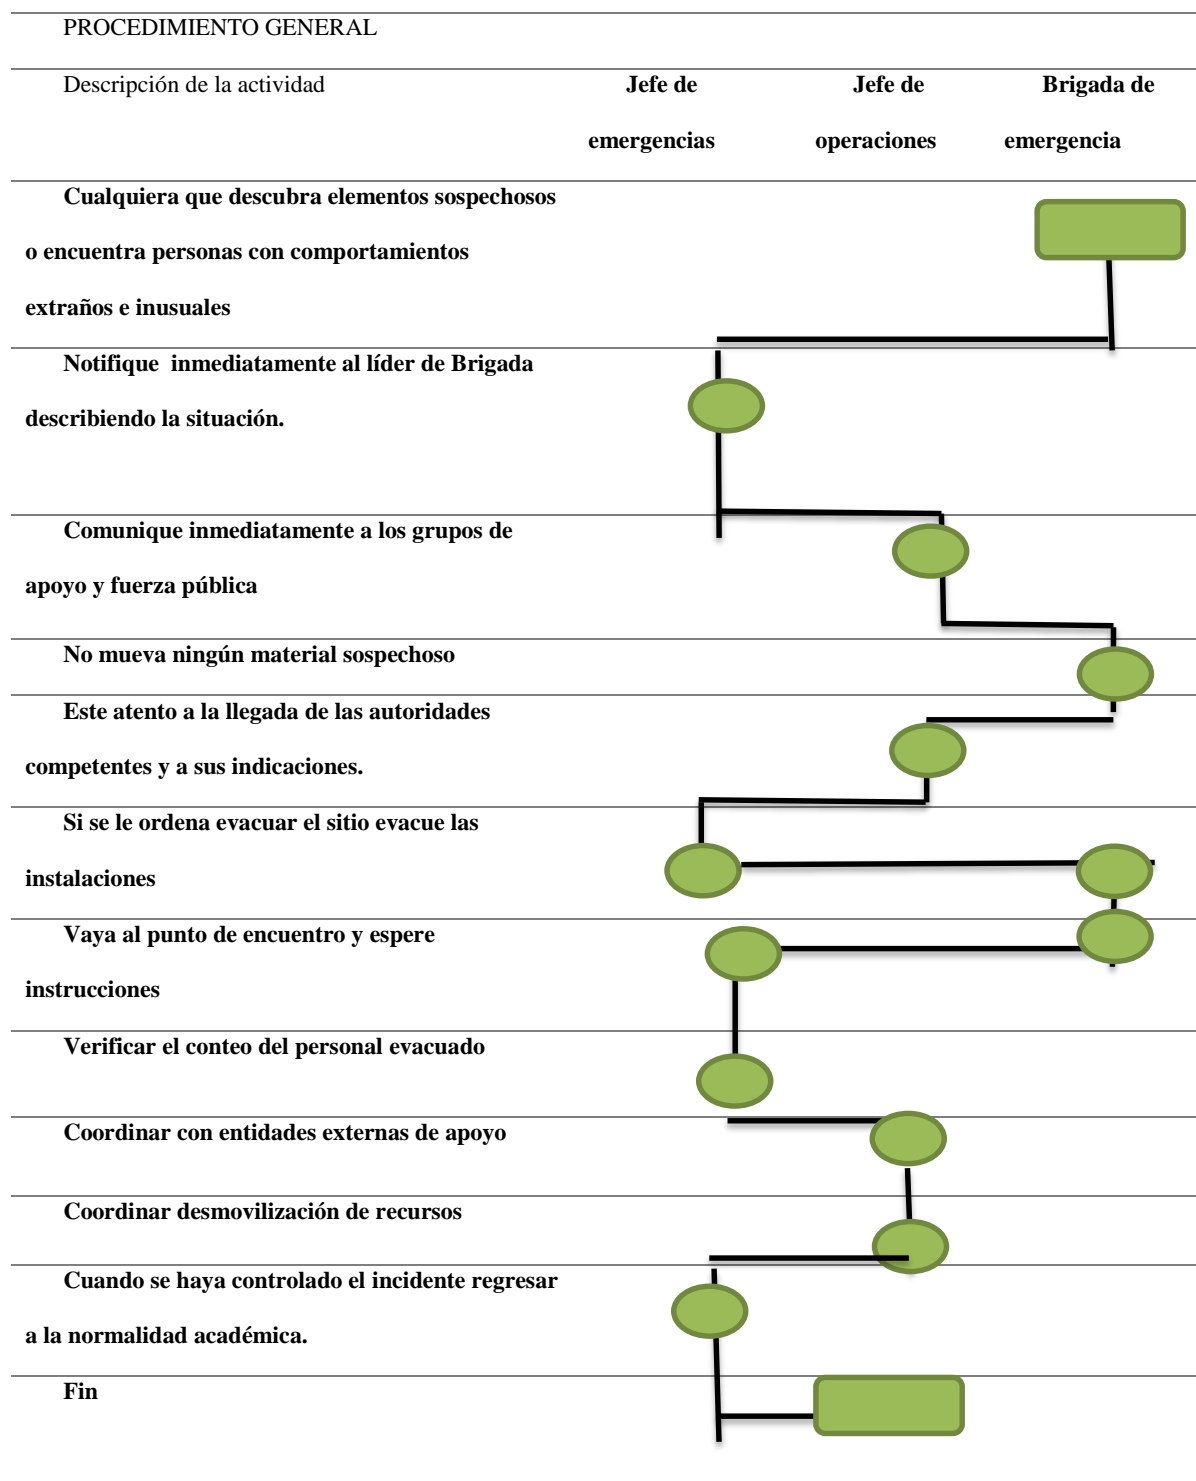 PROCEDIMIENTO GENERAL
Descripción de la actividad Jefe de Jefe de Brigada de
emergencias operaciones emergencia
Cualquiera que descubra elementos sospechosos
o encuentra personas con comportamientos
extraños e inusuales
Notifique  inmediatamente al líder de Brigada
describiendo la situación.
Comunique inmediatamente a los grupos de
apoyo y fuerza pública
No mueva ningún material sospechoso
Este atento a la llegada de las autoridades
competentes y a sus indicaciones.
Si se le ordena evacuar el sitio evacue las
instalaciones
Vaya al punto de encuentro y espere
instrucciones
Verificar el conteo del personal evacuado
Coordinar con entidades externas de apoyo
Coordinar desmovilización de recursos
Cuando se haya controlado el incidente regresar
a la normalidad académica.
Fin